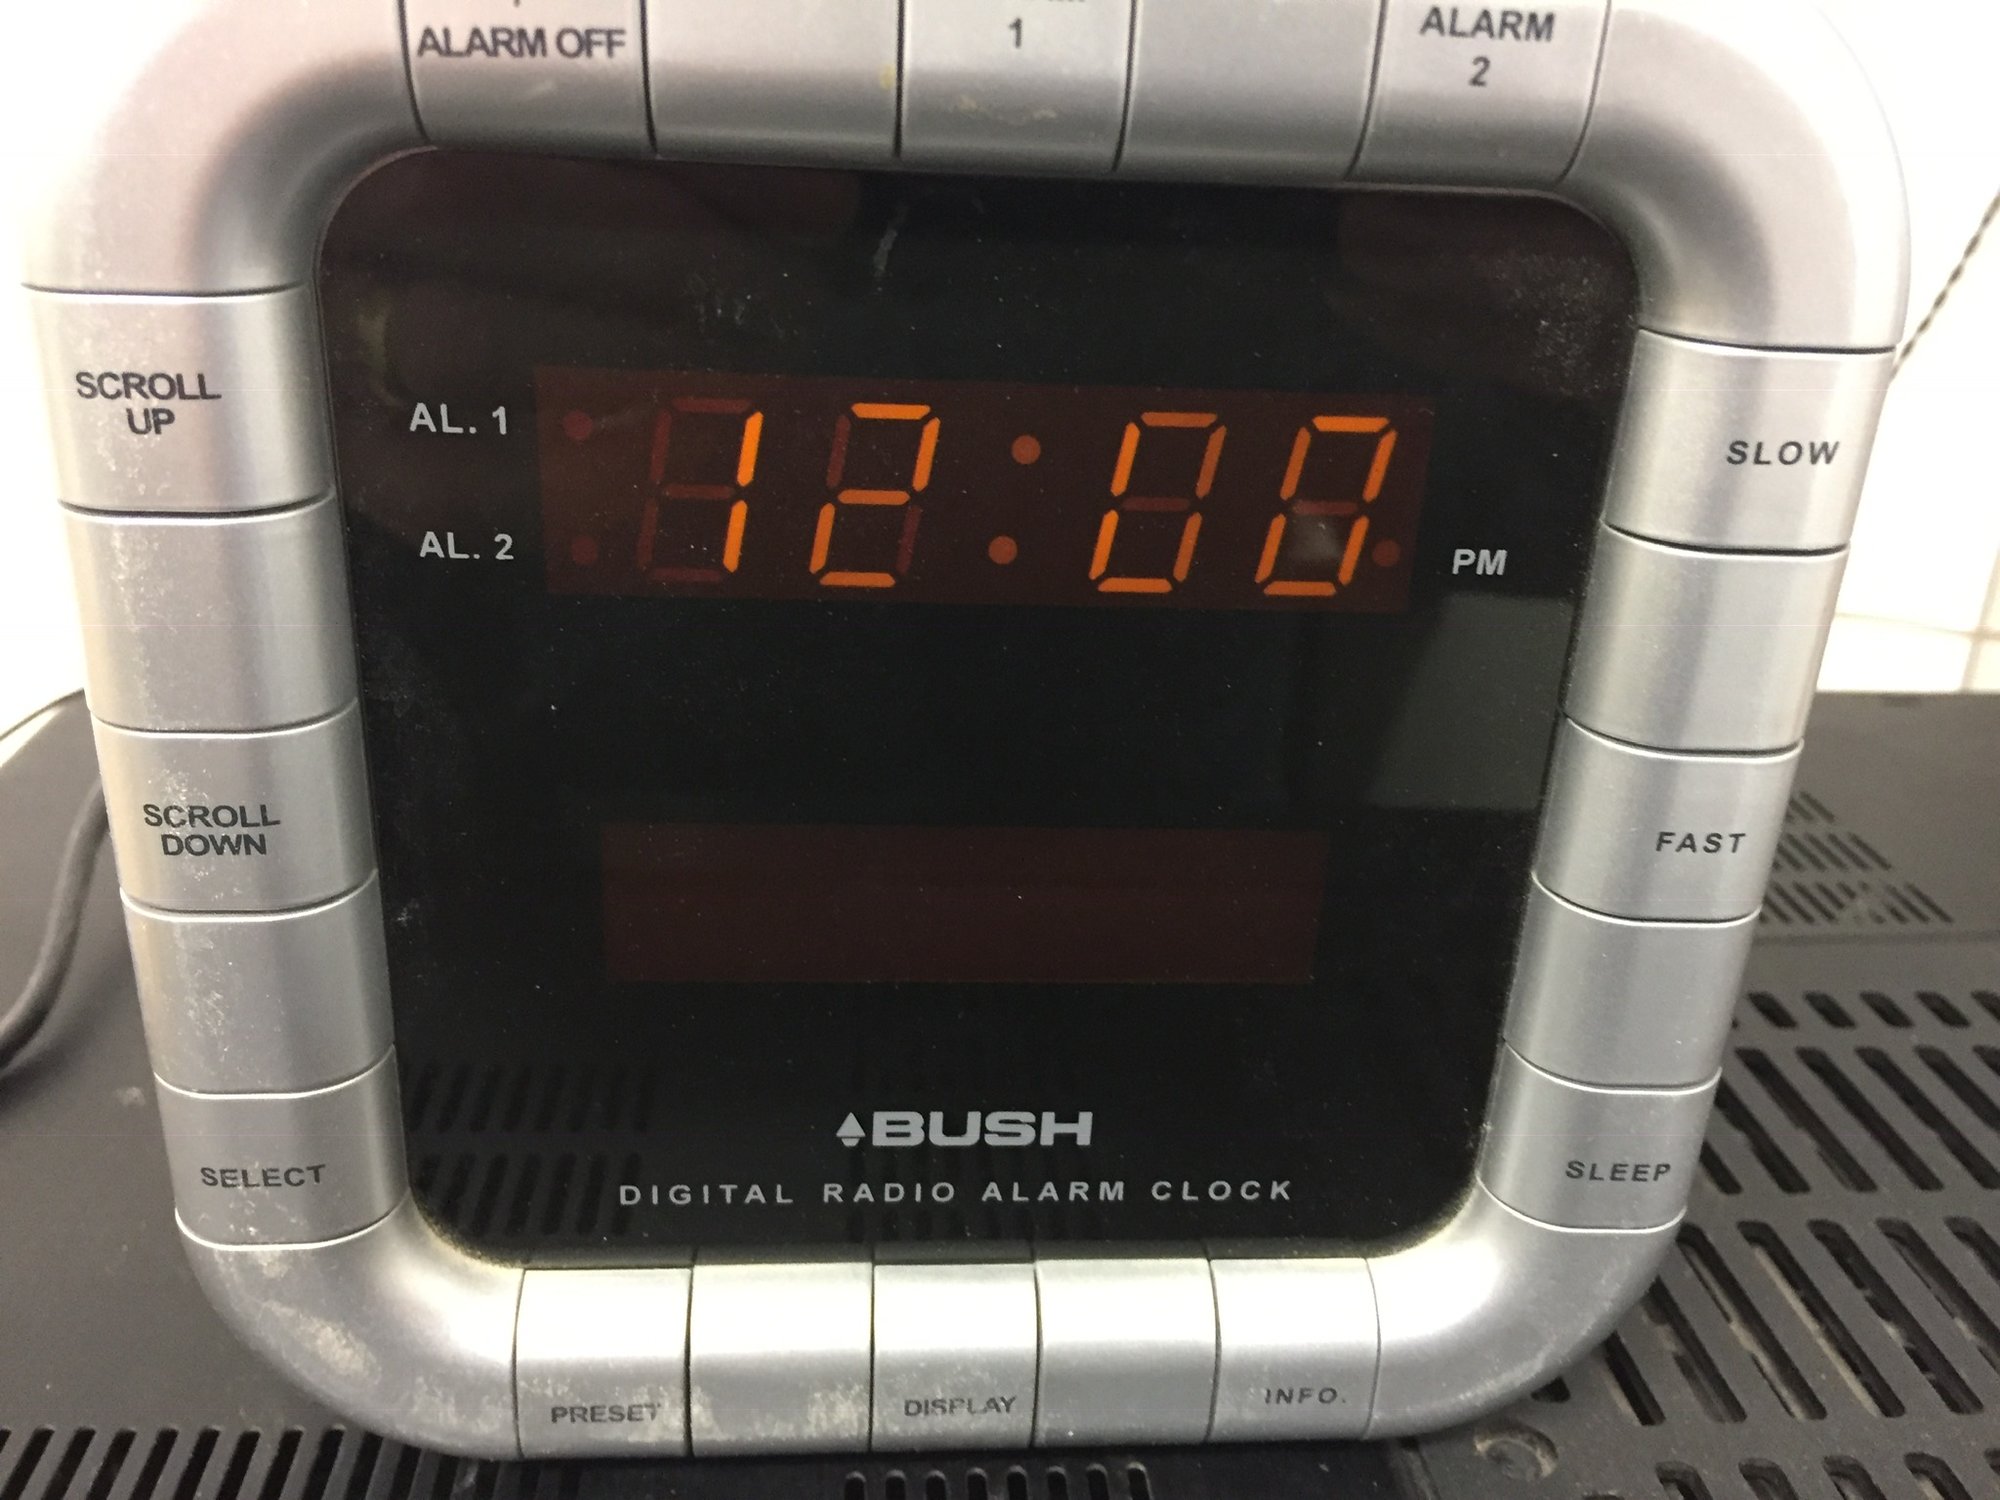 ALARM OFF
1
ALARM
2
SCROLL
UP
SLOW
AL. 1
12:00
AL. 2
PM
SCROLL
DOWN
FAST
BUSH
SELECT
DIGITAL RADIO ALARM CLOCK
SLEEP
PRESET
DISPLAY
INFO.